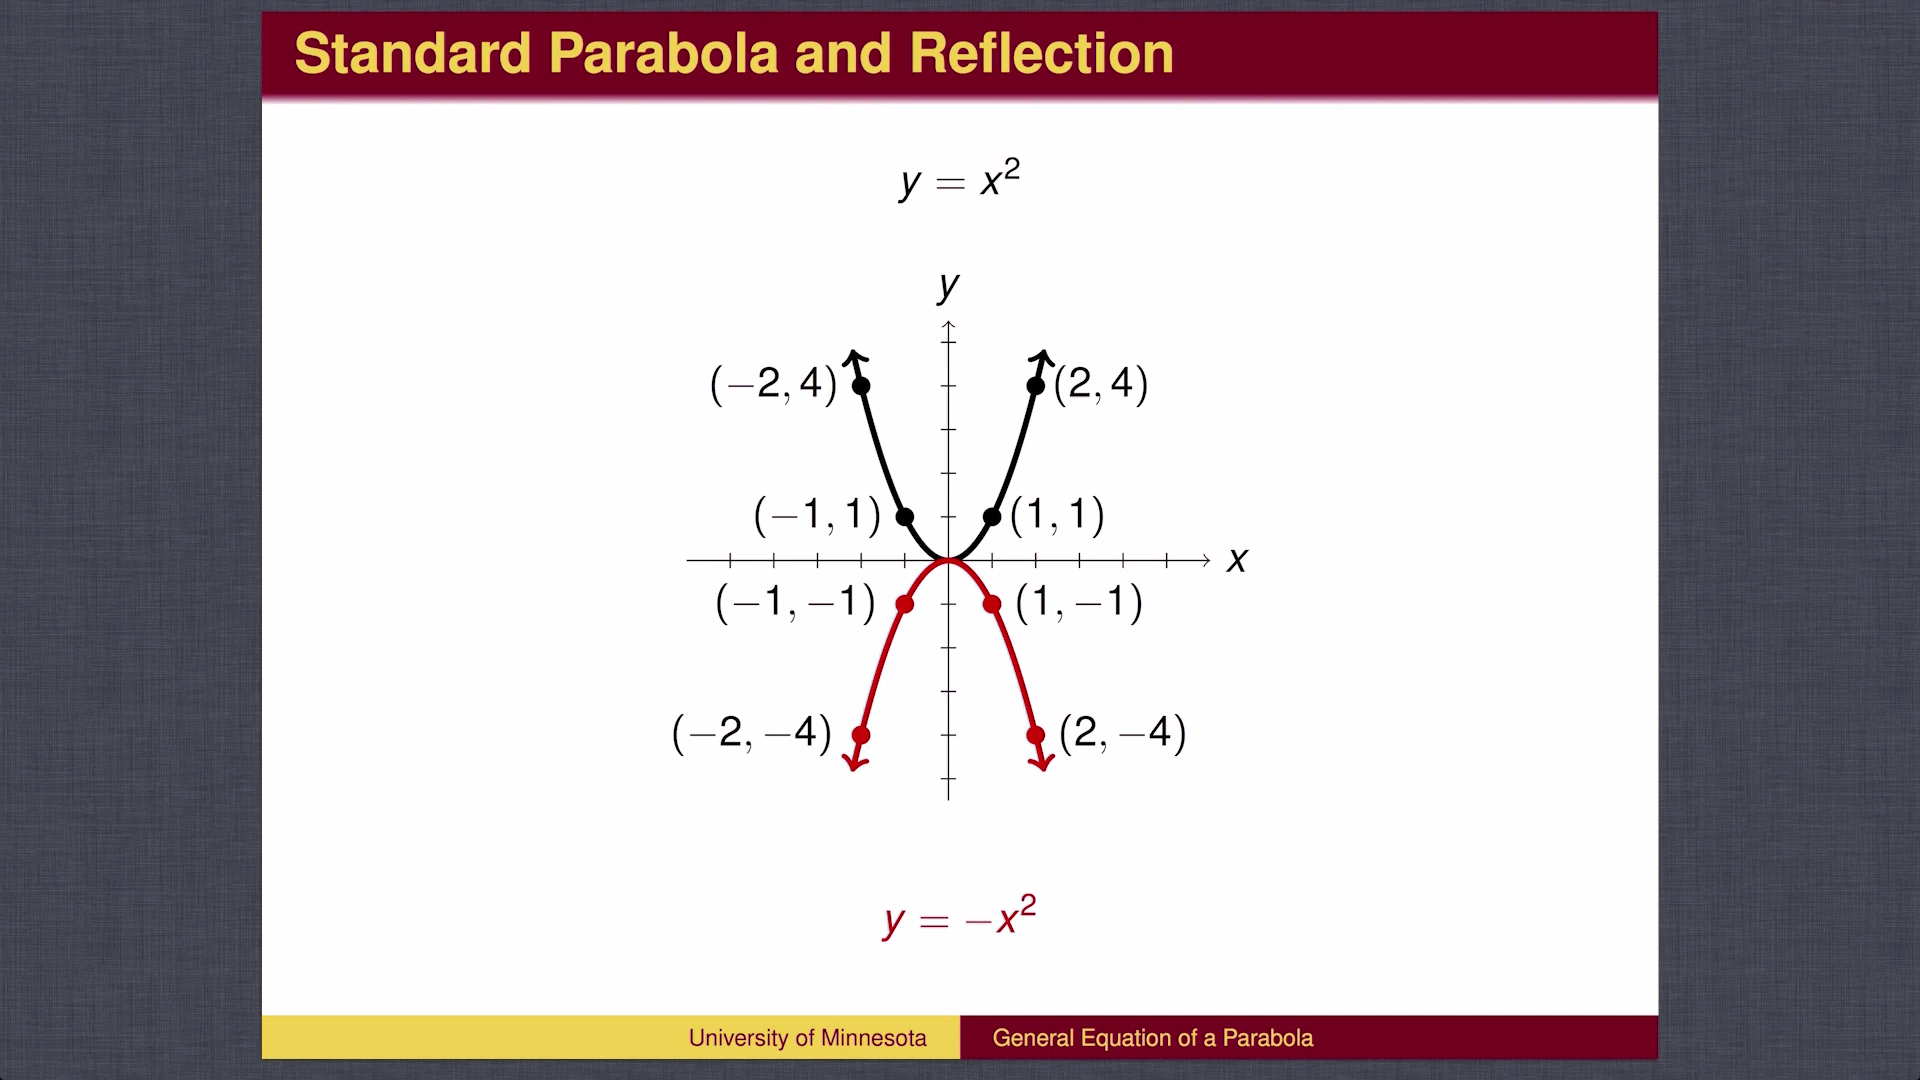 Standard Parabola and Reflection
y = x²
y
(−2, 4) (2, 4)
(−1, 1) (1, 1)
x
(−1, −1) (1, −1)
(−2, −4) (2, −4)
y = −x²
University of Minnesota General Equation of a Parabola